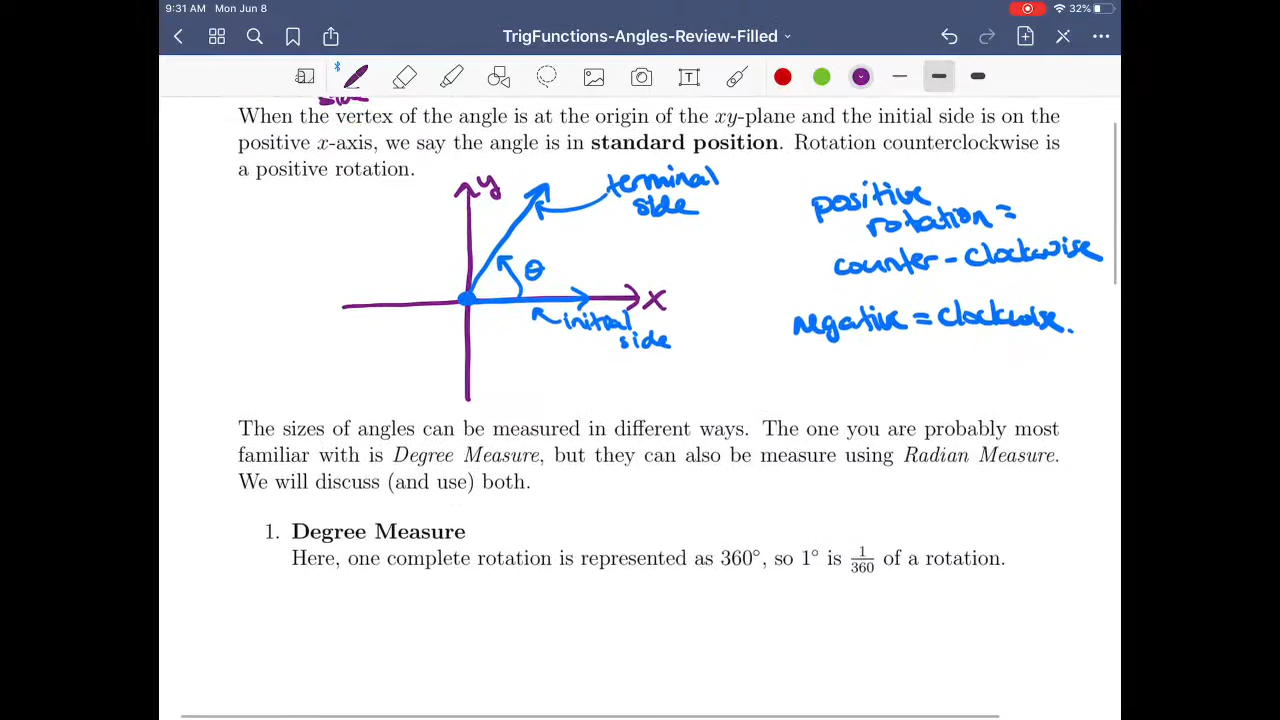 9:31 AM Mon Jun 8
32%
TrigFunctions-Angles-Review-Filled
T
side
When the vertex of the angle is at the origin of the xy-plane and the initial side is on the
positive x-axis, we say the angle is in standard position. Rotation counterclockwise is
a positive rotation.
y
terminal
side
θ
x
initial
side
positive
rotation =
counter-clockwise
negative = clockwise.
The sizes of angles can be measured in different ways. The one you are probably most
familiar with is Degree Measure, but they can also be measure using Radian Measure.
We will discuss (and use) both.
1. Degree Measure
Here, one complete rotation is represented as 360°, so 1° is 1/360 of a rotation.